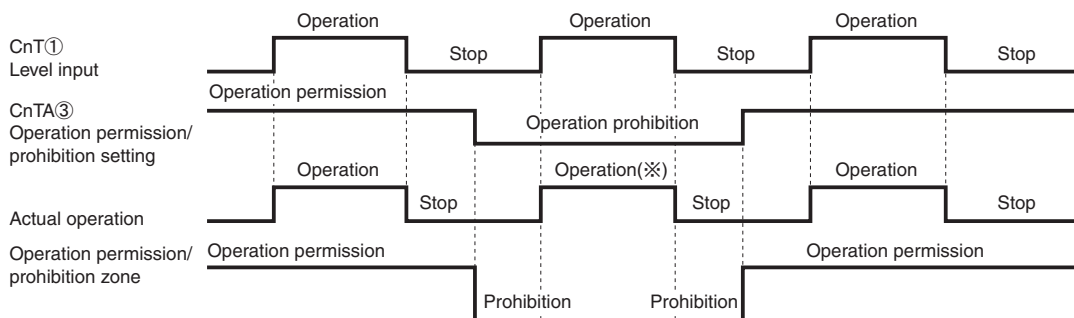 Operation Operation Operation
CnT①
Level input
Stop Stop Stop
Operation permission
CnTA③
Operation permission/
prohibition setting
Operation prohibition
Operation Operation(※) Operation
Actual operation
Stop Stop Stop
Operation permission/
prohibition zone
Operation permission Operation permission
Prohibition Prohibition